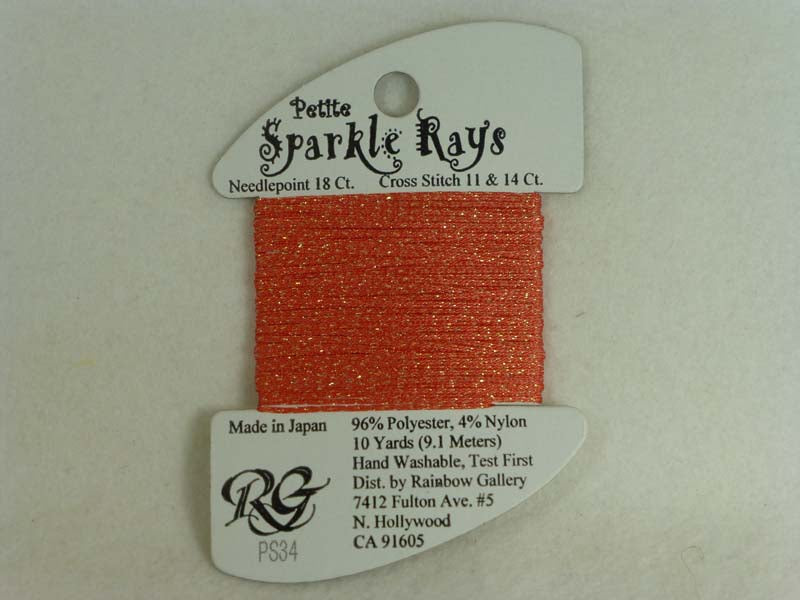 Petite
Sparkle Rays
Needlepoint 18 Ct. Cross Stitch 11 & 14 Ct.
Made in Japan
RG
PS34
96% Polyester, 4% Nylon
10 Yards (9.1 Meters)
Hand Washable, Test First
Dist. by Rainbow Gallery
7412 Fulton Ave. #5
N. Hollywood
CA 91605